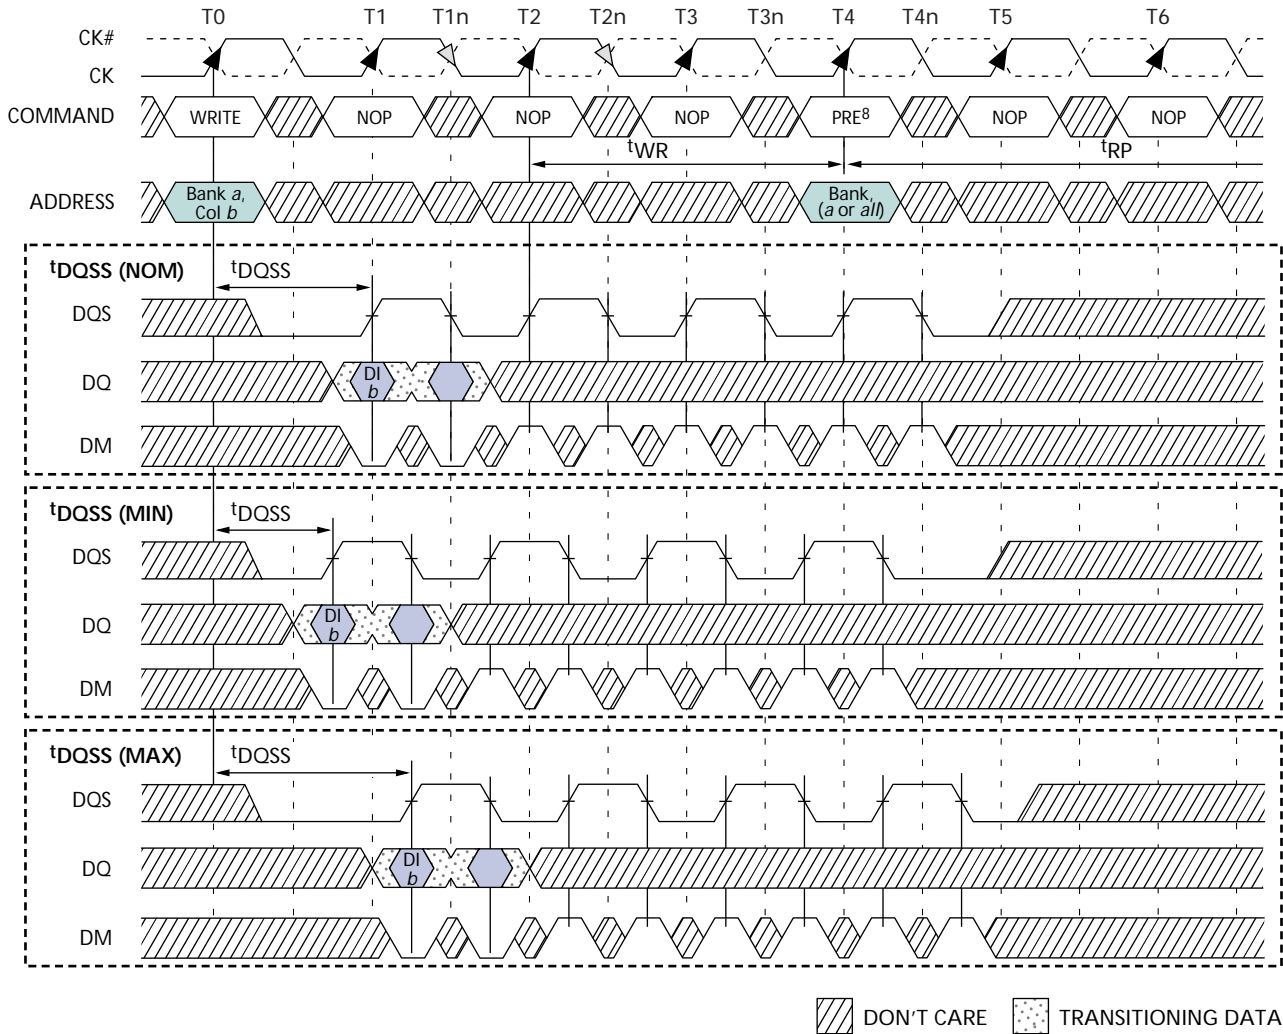 T0 T1 T1n T2 T2n T3 T3n T4 T4n T5 T6
CK#
CK
COMMAND WRITE NOP NOP NOP PRE⁸ NOP NOP
ᵗWR ᵗRP
ADDRESS Bank a, Col b Bank, (a or all)
ᵗDQSS (NOM) ᵗDQSS
DQS
DQ DI b
DM
ᵗDQSS (MIN) ᵗDQSS
DQS
DQ DI b
DM
ᵗDQSS (MAX) ᵗDQSS
DQS
DQ DI b
DM
DON'T CARE TRANSITIONING DATA